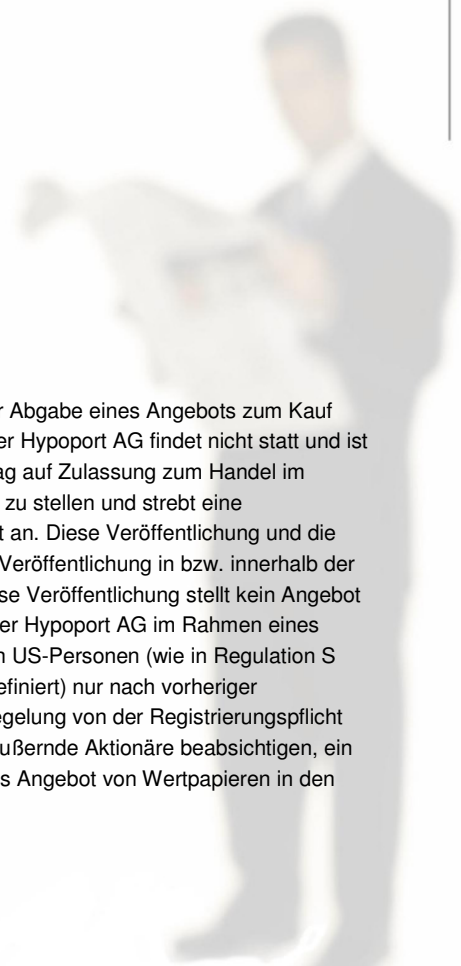 r Abgabe eines Angebots zum Kauf
er Hypoport AG findet nicht statt und ist
ag auf Zulassung zum Handel im
zu stellen und strebt eine
t an. Diese Veröffentlichung und die
Veröffentlichung in bzw. innerhalb der
se Veröffentlichung stellt kein Angebot
er Hypoport AG im Rahmen eines
n US-Personen (wie in Regulation S
efiniert) nur nach vorheriger
egelung von der Registrierungspflicht
ußernde Aktionäre beabsichtigen, ein
s Angebot von Wertpapieren in den